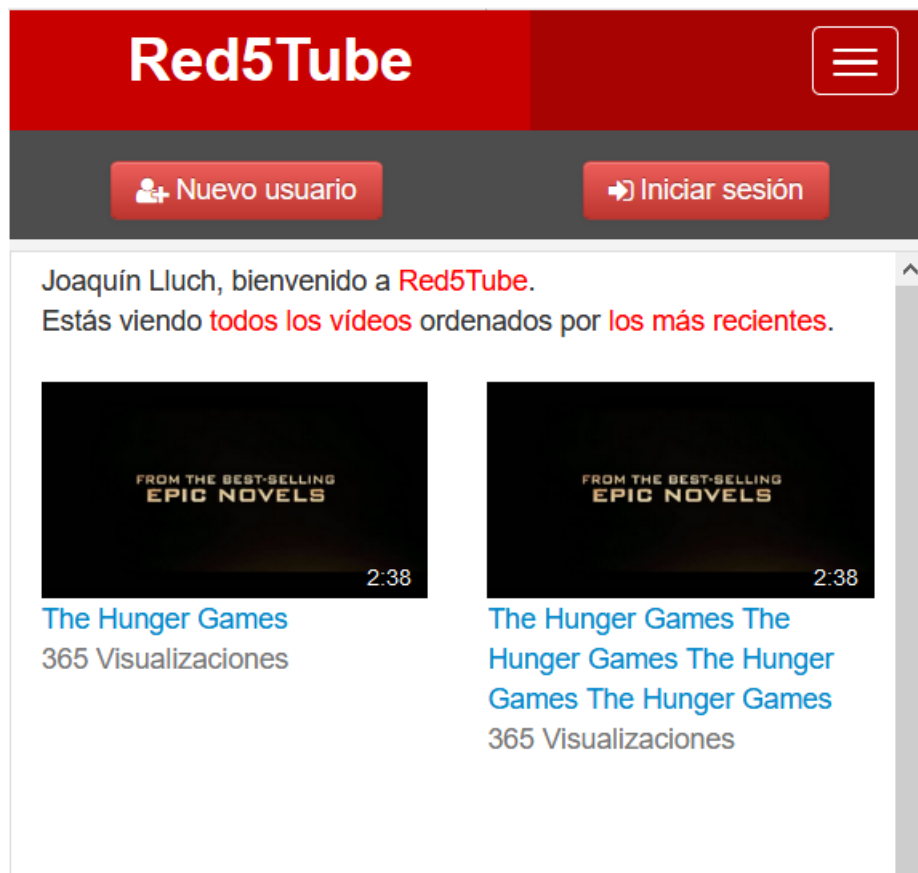 Red5Tube
Nuevo usuario
Iniciar sesión
Joaquín Lluch, bienvenido a Red5Tube.
Estás viendo todos los vídeos ordenados por los más recientes.
FROM THE BEST-SELLING
EPIC NOVELS
2:38
The Hunger Games
365 Visualizaciones
FROM THE BEST-SELLING
EPIC NOVELS
2:38
The Hunger Games The
Hunger Games The Hunger
Games The Hunger Games
365 Visualizaciones